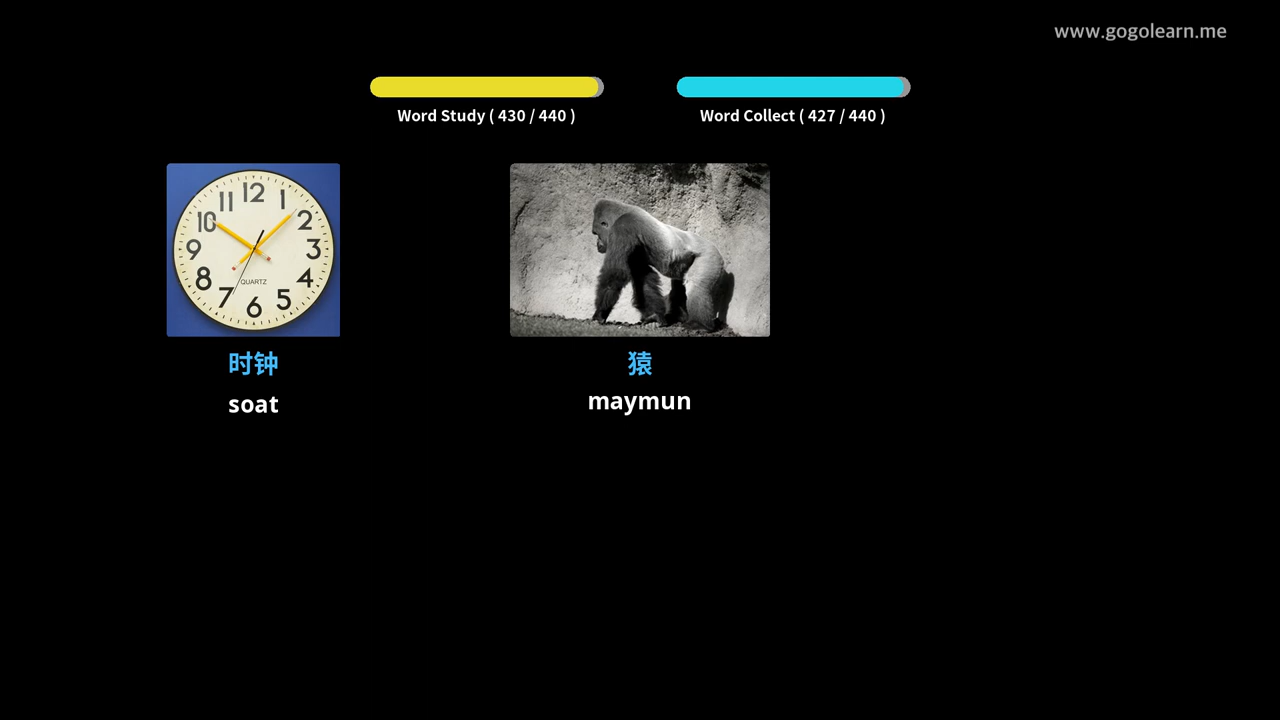 www.gogolearn.me
Word Study ( 430 / 440 )
Word Collect ( 427 / 440 )
12
11
1
10
2
9
3
8
4
QUARTZ
7
5
6
时钟
soat
猿
maymun